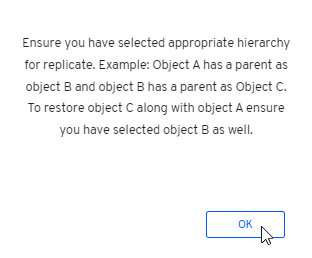 Ensure you have selected appropriate hierarchy
for replicate. Example: Object A has a parent as
object B and object B has a parent as Object C.
To restore object C along with object A ensure
you have selected object B as well.
OK